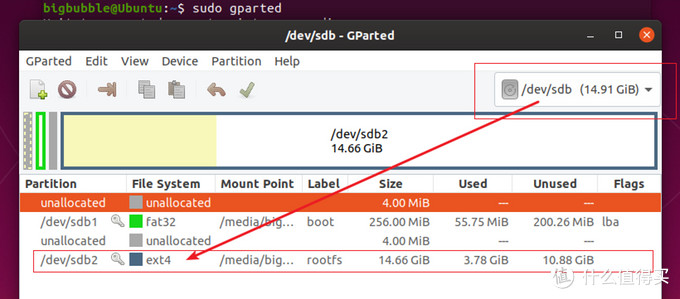 bigbubble@Ubuntu:~$ sudo gparted
/dev/sdb - GParted
GParted Edit View Device Partition Help
/dev/sdb (14.91 GiB)
/dev/sdb2
14.66 GiB
Partition File System Mount Point Label Size Used Unused Flags
unallocated unallocated 4.00 MiB --- ---
/dev/sdb1 fat32 /media/big... boot 256.00 MiB 55.75 MiB 200.26 MiB lba
unallocated unallocated 4.00 MiB --- ---
/dev/sdb2 ext4 /media/big... rootfs 14.66 GiB 3.78 GiB 10.88 GiB
值 什么值得买